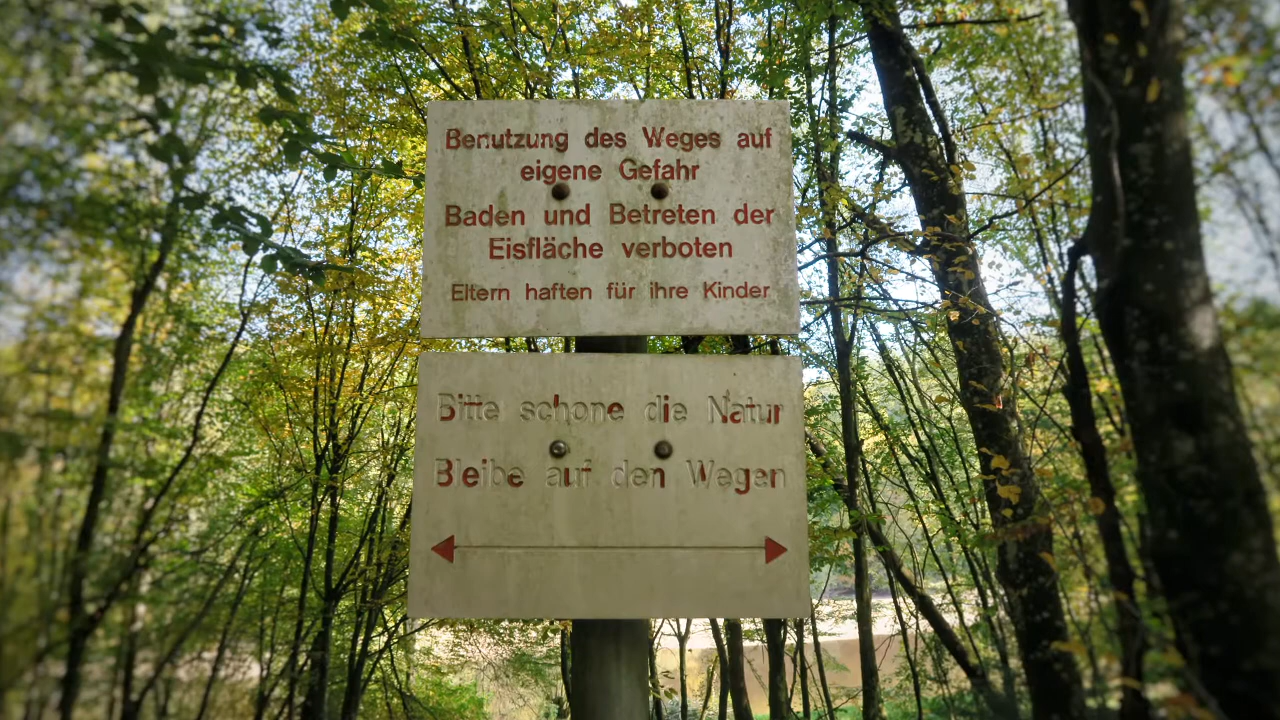 Benutzung des Weges auf
eigene Gefahr
Baden und Betreten der
Eisfläche verboten
Eltern haften für ihre Kinder
Bitte schone die Natur
Bleibe auf den Wegen